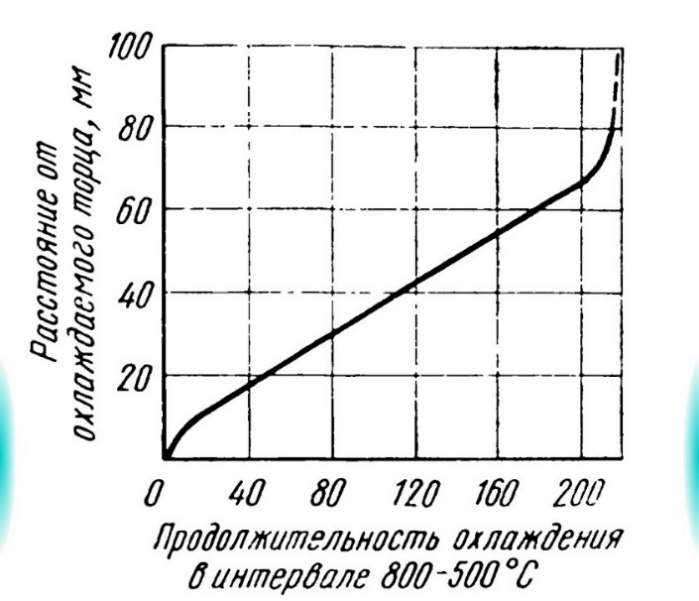 100
80
60
40
20
Расстояние от
охлаждаемого торца, мм
0 40 80 120 160 200
Продолжительность охлаждения
в интервале 800-500°С